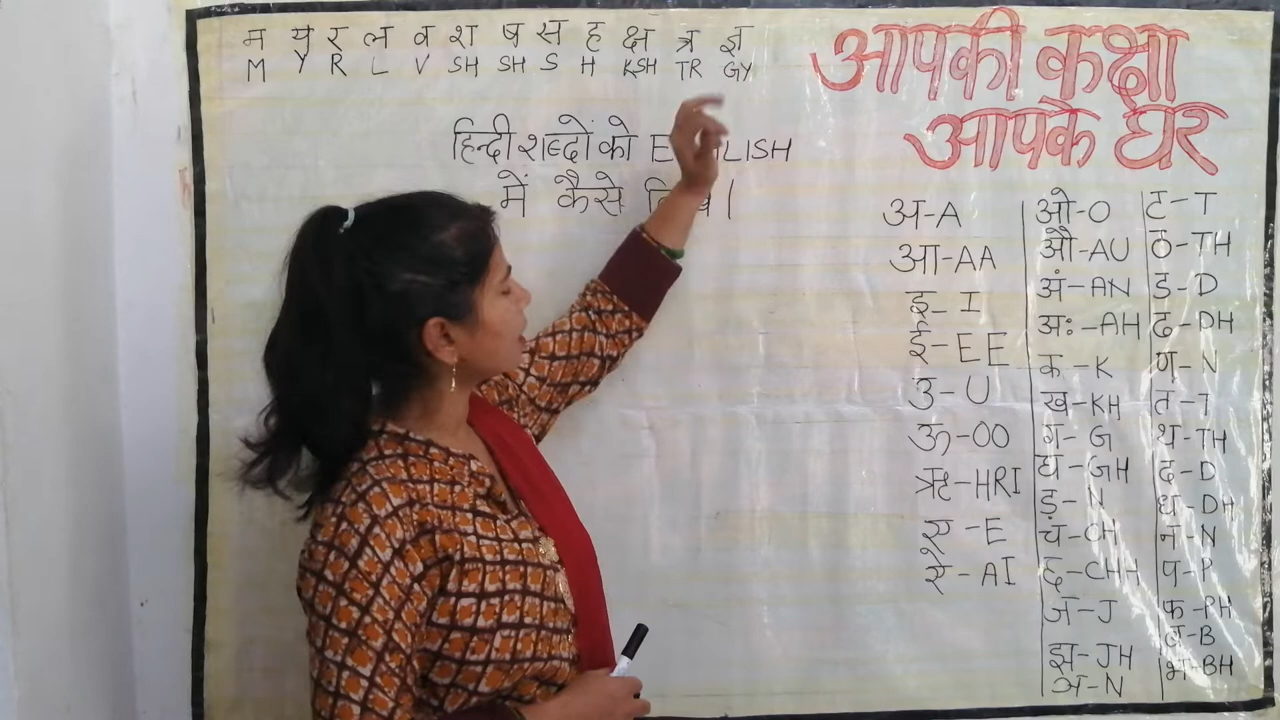 म य र ल व श ष स ह क्ष त्र ज्ञ
M Y R L V SH SH S H KSH TR GY
आपकी कक्षा
आपके घर
हिन्दी शब्दों को
में कैसे
अ-A
आ-AA
इ-I
ई-EE
उ-U
ऊ-OO
ऋ-HRI
ए-E
ऐ-AI
ओ-O
औ-AU
अं-AN
अः-AH
क-K
ख-KH
ग-G
घ-GH
ड़-N
च-CH
छ-CHH
ज-J
झ-JH
ञ-N
ट-T
ठ-TH
ड-D
ढ-DH
ण-N
त-T
थ-TH
द-D
ध-DH
न-N
प-P
फ-PH
ब-B
भ-BH